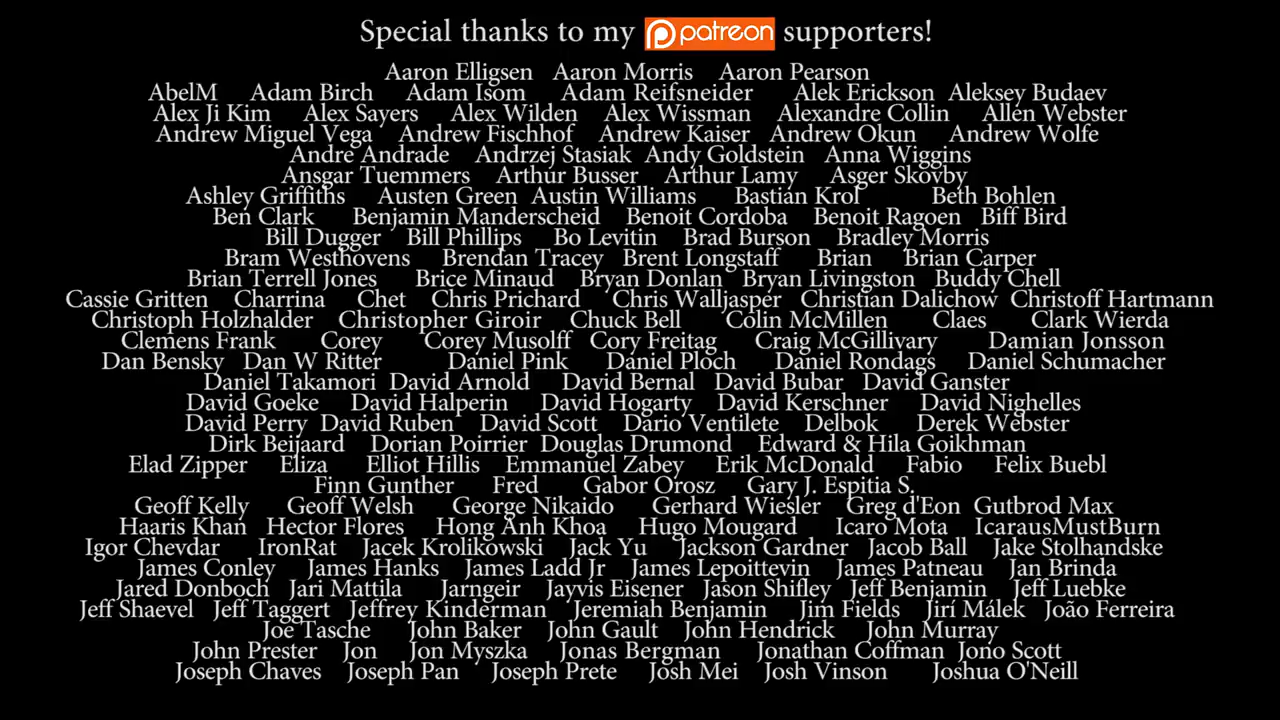 Special thanks to my patreon supporters!
Aaron Elligsen Aaron Morris Aaron Pearson
AbelM Adam Birch Adam Isom Adam Reifsneider Alek Erickson Aleksey Budaev
Alex Ji Kim Alex Sayers Alex Wilden Alex Wissman Alexandre Collin Allen Webster
Andrew Miguel Vega Andrew Fischhof Andrew Kaiser Andrew Okun Andrew Wolfe
Andre Andrade Andrzej Stasiak Andy Goldstein Anna Wiggins
Ansgar Tuemmers Arthur Busser Arthur Lamy Asger Skovby
Ashley Griffiths Austen Green Austin Williams Bastian Krol Beth Bohlen
Ben Clark Benjamin Manderscheid Benoit Cordoba Benoit Ragoen Biff Bird
Bill Dugger Bill Phillips Bo Levitin Brad Burson Bradley Morris
Bram Westhovens Brendan Tracey Brent Longstaff Brian Brian Carper
Brian Terrell Jones Brice Minaud Bryan Donlan Bryan Livingston Buddy Chell
Cassie Gritten Charrina Chet Chris Prichard Chris Walljasper Christian Dalichow Christoff Hartmann
Christoph Holzhalder Christopher Giroir Chuck Bell Colin McMillen Claes Clark Wierda
Clemens Frank Corey Corey Musolff Cory Freitag Craig McGillivary Damian Jonsson
Dan Bensky Dan W Ritter Daniel Pink Daniel Ploch Daniel Rondags Daniel Schumacher
Daniel Takamori David Arnold David Bernal David Bubar David Ganster
David Goeke David Halperin David Hogarty David Kerschner David Nighelles
David Perry David Ruben David Scott Dario Ventilete Delbok Derek Webster
Dirk Beijaard Dorian Poirrier Douglas Drumond Edward & Hila Goikhman
Elad Zipper Eliza Elliot Hillis Emmanuel Zabey Erik McDonald Fabio Felix Buebl
Finn Gunther Fred Gabor Orosz Gary J. Espitia S.
Geoff Kelly Geoff Welsh George Nikaido Gerhard Wiesler Greg d'Eon Gutbrod Max
Haaris Khan Hector Flores Hong Anh Khoa Hugo Mougard Icaro Mota IcarausMustBurn
Igor Chevdar IronRat Jacek Krolikowski Jack Yu Jackson Gardner Jacob Ball Jake Stolhandske
James Conley James Hanks James Ladd Jr James Lepoittevin James Patneau Jan Brinda
Jared Donboch Jari Mattila Jarngeir Jayvis Eisener Jason Shifley Jeff Benjamin Jeff Luebke
Jeff Shaevel Jeff Taggert Jeffrey Kinderman Jeremiah Benjamin Jim Fields Jirí Málek João Ferreira
Joe Tasche John Baker John Gault John Hendrick John Murray
John Prester Jon Jon Myszka Jonas Bergman Jonathan Coffman Jono Scott
Joseph Chaves Joseph Pan Joseph Prete Josh Mei Josh Vinson Joshua O'Neill